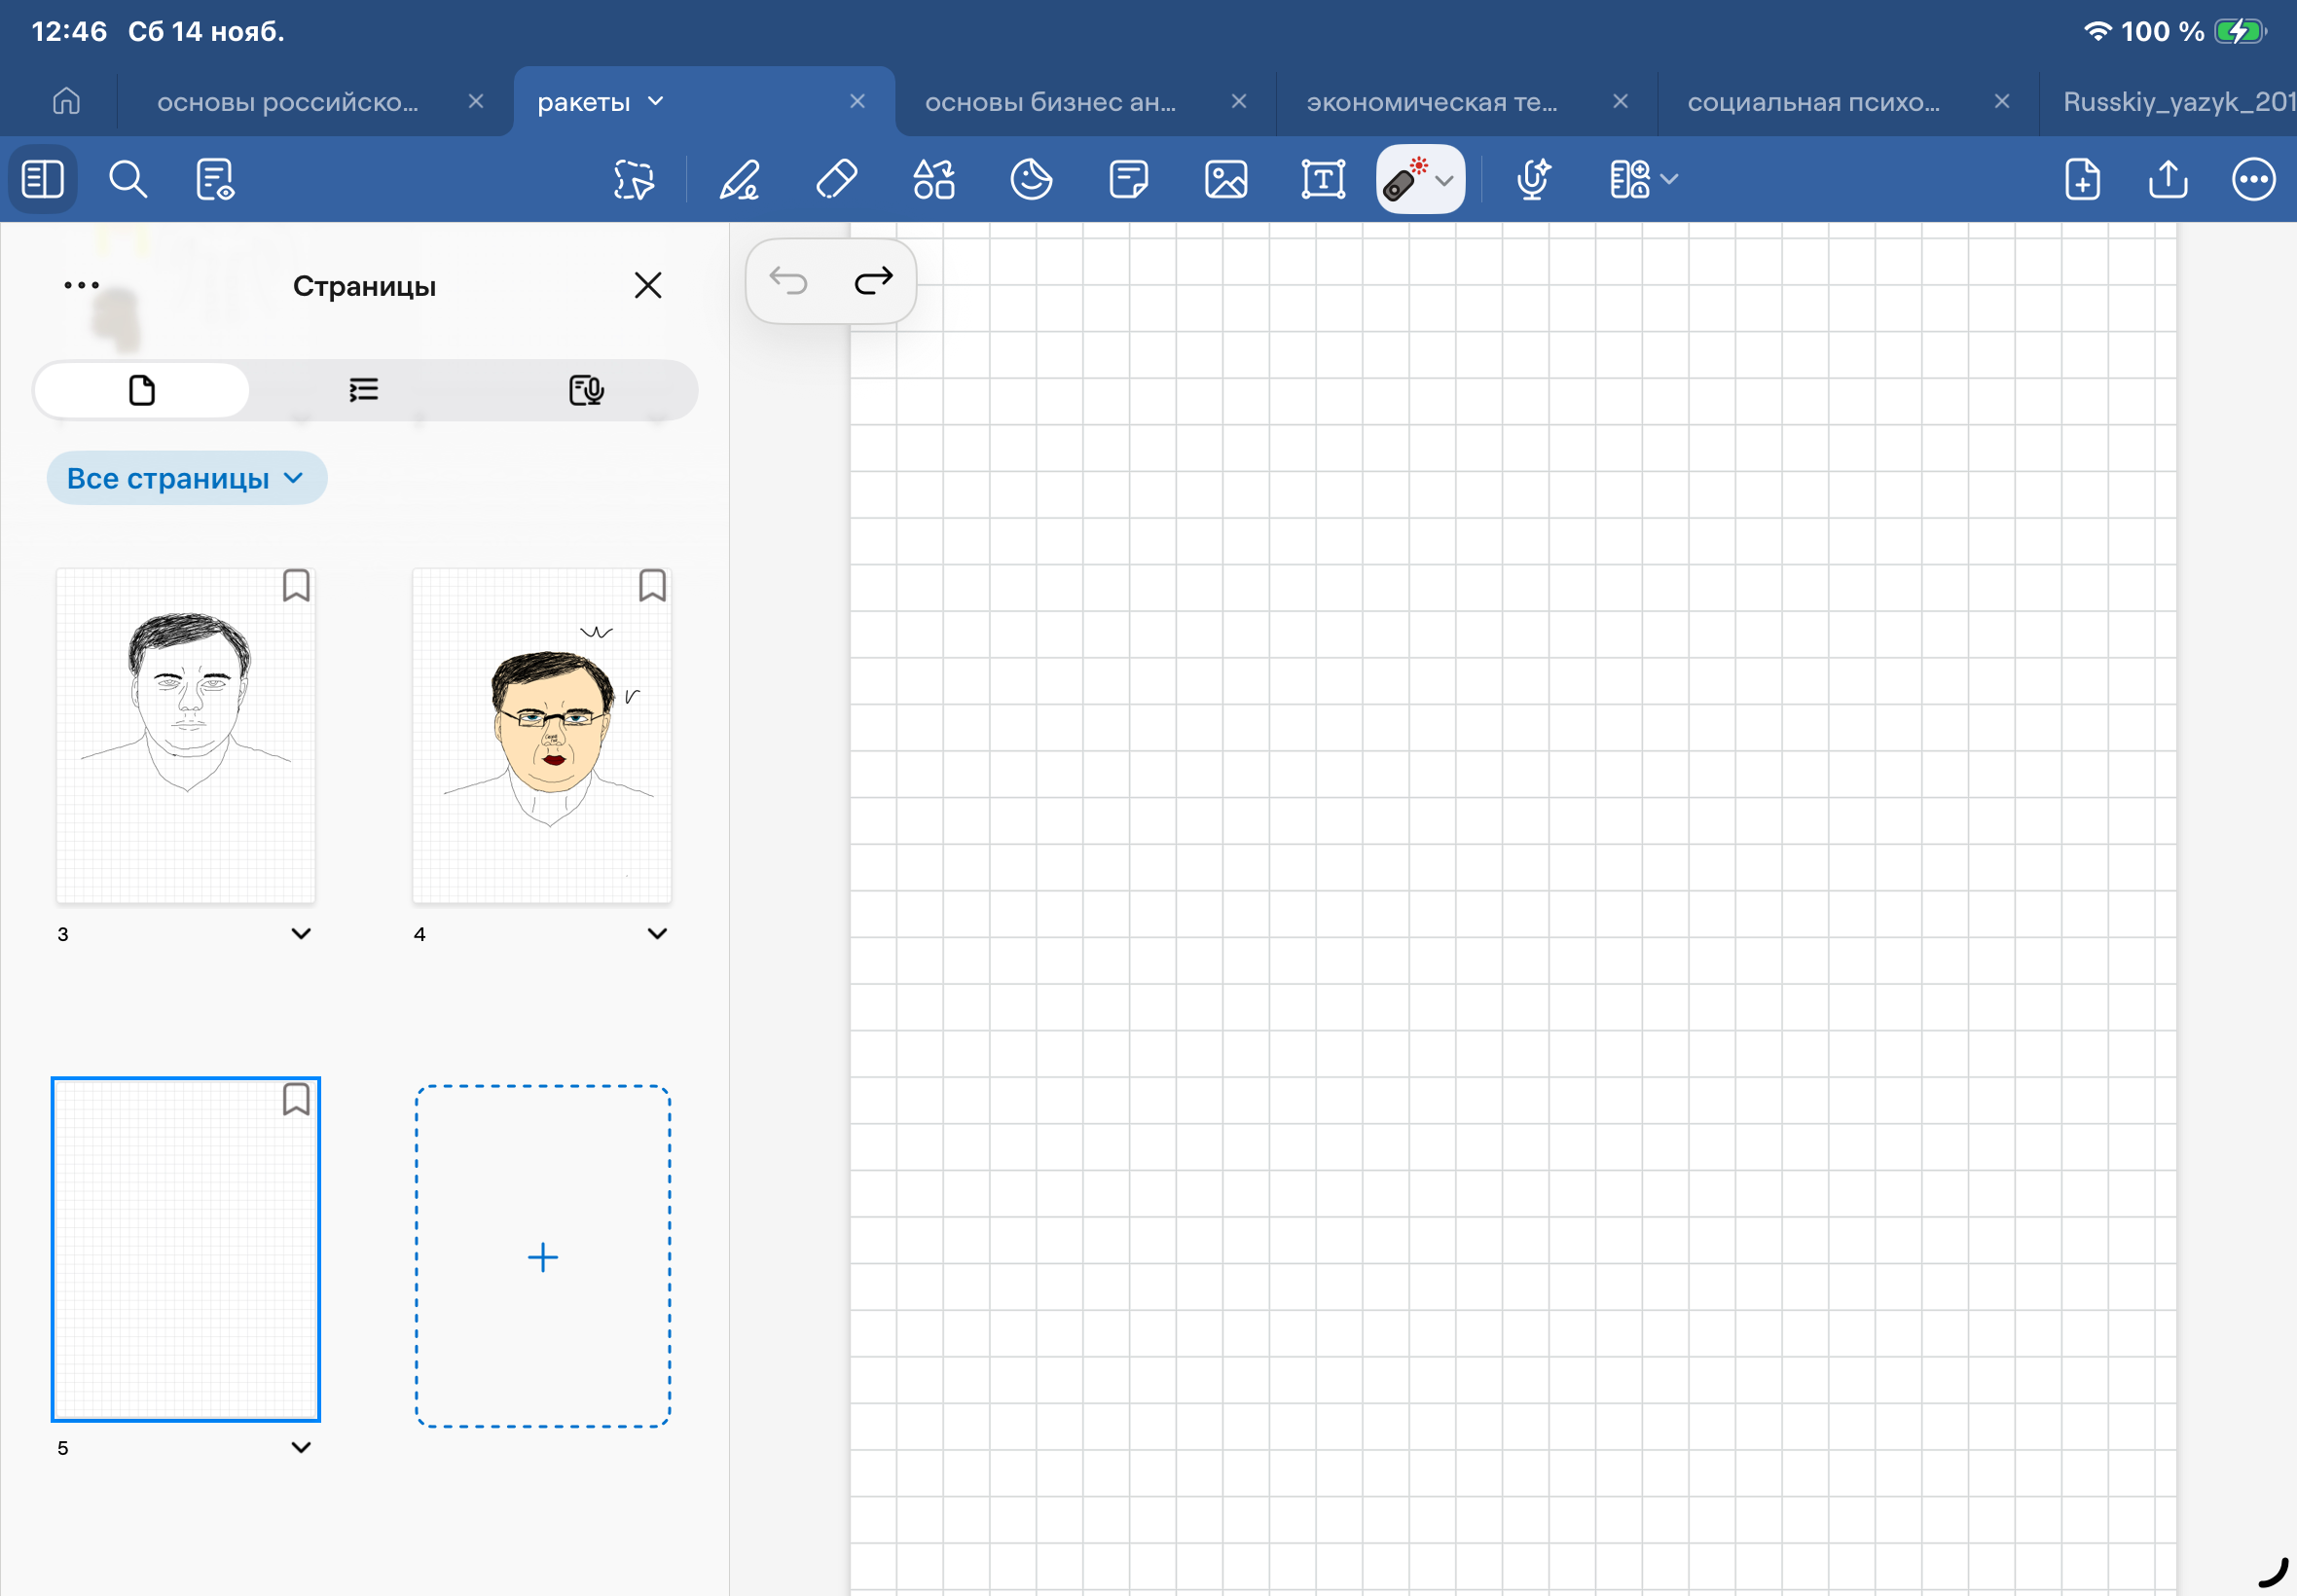 12:46 Сб 14 нояб. 100 %
основы российско... ракеты основы бизнес ан... экономическая те... социальная психо... Russkiy_yazyk_201
Страницы
Все страницы
3 4
5